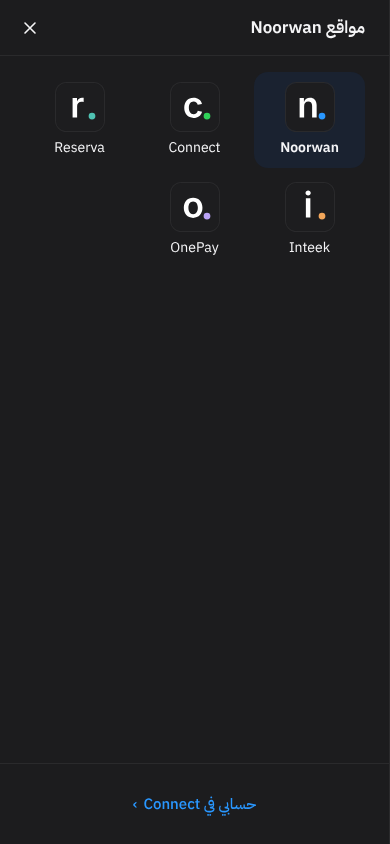 مواقع Noorwan
n.
Noorwan
c.
Connect
r.
Reserva
i.
Inteek
o.
OnePay
حسابي في Connect ›